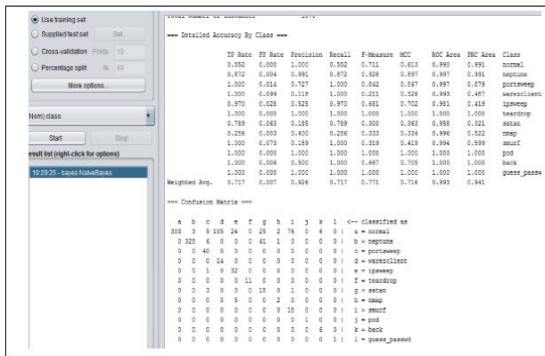 Use training set
Supplied test set Set...
Cross-validation Folds 10
Percentage split % 66
More options...
(Nom) class
Start Stop
result list (right-click for options)
19:29:25 - bayes.NaiveBayes
=== Detailed Accuracy By Class ===
TP Rate FP Rate Precision Recall F-Measure MCC ROC Area PRC Area Class
0.552 0.000 1.000 0.552 0.711 0.613 0.990 0.991 normal
0.872 0.004 0.991 0.872 0.928 0.897 0.997 0.991 neptune
1.000 0.014 0.727 1.000 0.842 0.847 0.997 0.879 portsweep
1.000 0.099 0.118 1.000 0.211 0.326 0.993 0.487 warezclient
0.970 0.028 0.525 0.970 0.681 0.702 0.981 0.419 ipsweep
1.000 0.000 1.000 1.000 1.000 1.000 1.000 1.000 teardrop
0.789 0.063 0.185 0.789 0.300 0.363 0.958 0.321 satan
0.286 0.003 0.400 0.286 0.333 0.334 0.996 0.522 nmap
1.000 0.073 0.189 1.000 0.319 0.419 0.994 0.599 smurf
1.000 0.000 1.000 1.000 1.000 1.000 1.000 1.000 pod
1.000 0.006 0.500 1.000 0.667 0.705 1.000 1.000 back
1.000 0.000 1.000 1.000 1.000 1.000 1.000 1.000 guess_passw
Weighted Avg. 0.717 0.007 0.926 0.717 0.771 0.716 0.993 0.941
=== Confusion Matrix ===
a b c d e f g h i j k l <-- classified as
303 3 5 105 24 0 25 2 76 0 6 0 | a = normal
0 325 6 0 0 0 41 1 0 0 0 0 | b = neptune
0 0 40 0 0 0 0 0 0 0 0 0 | c = portsweep
0 0 0 14 0 0 0 0 0 0 0 0 | d = warezclient
0 0 1 0 32 0 0 0 0 0 0 0 | e = ipsweep
0 0 0 0 0 11 0 0 0 0 0 0 | f = teardrop
0 0 3 0 0 0 15 0 1 0 0 0 | g = satan
0 0 0 0 5 0 0 2 0 0 0 0 | h = nmap
0 0 0 0 0 0 0 0 18 0 0 0 | i = smurf
0 0 0 0 0 0 0 0 0 1 0 0 | j = pod
0 0 0 0 0 0 0 0 0 0 6 0 | k = back
0 0 0 0 0 0 0 0 0 0 0 1 | l = guess_passwd